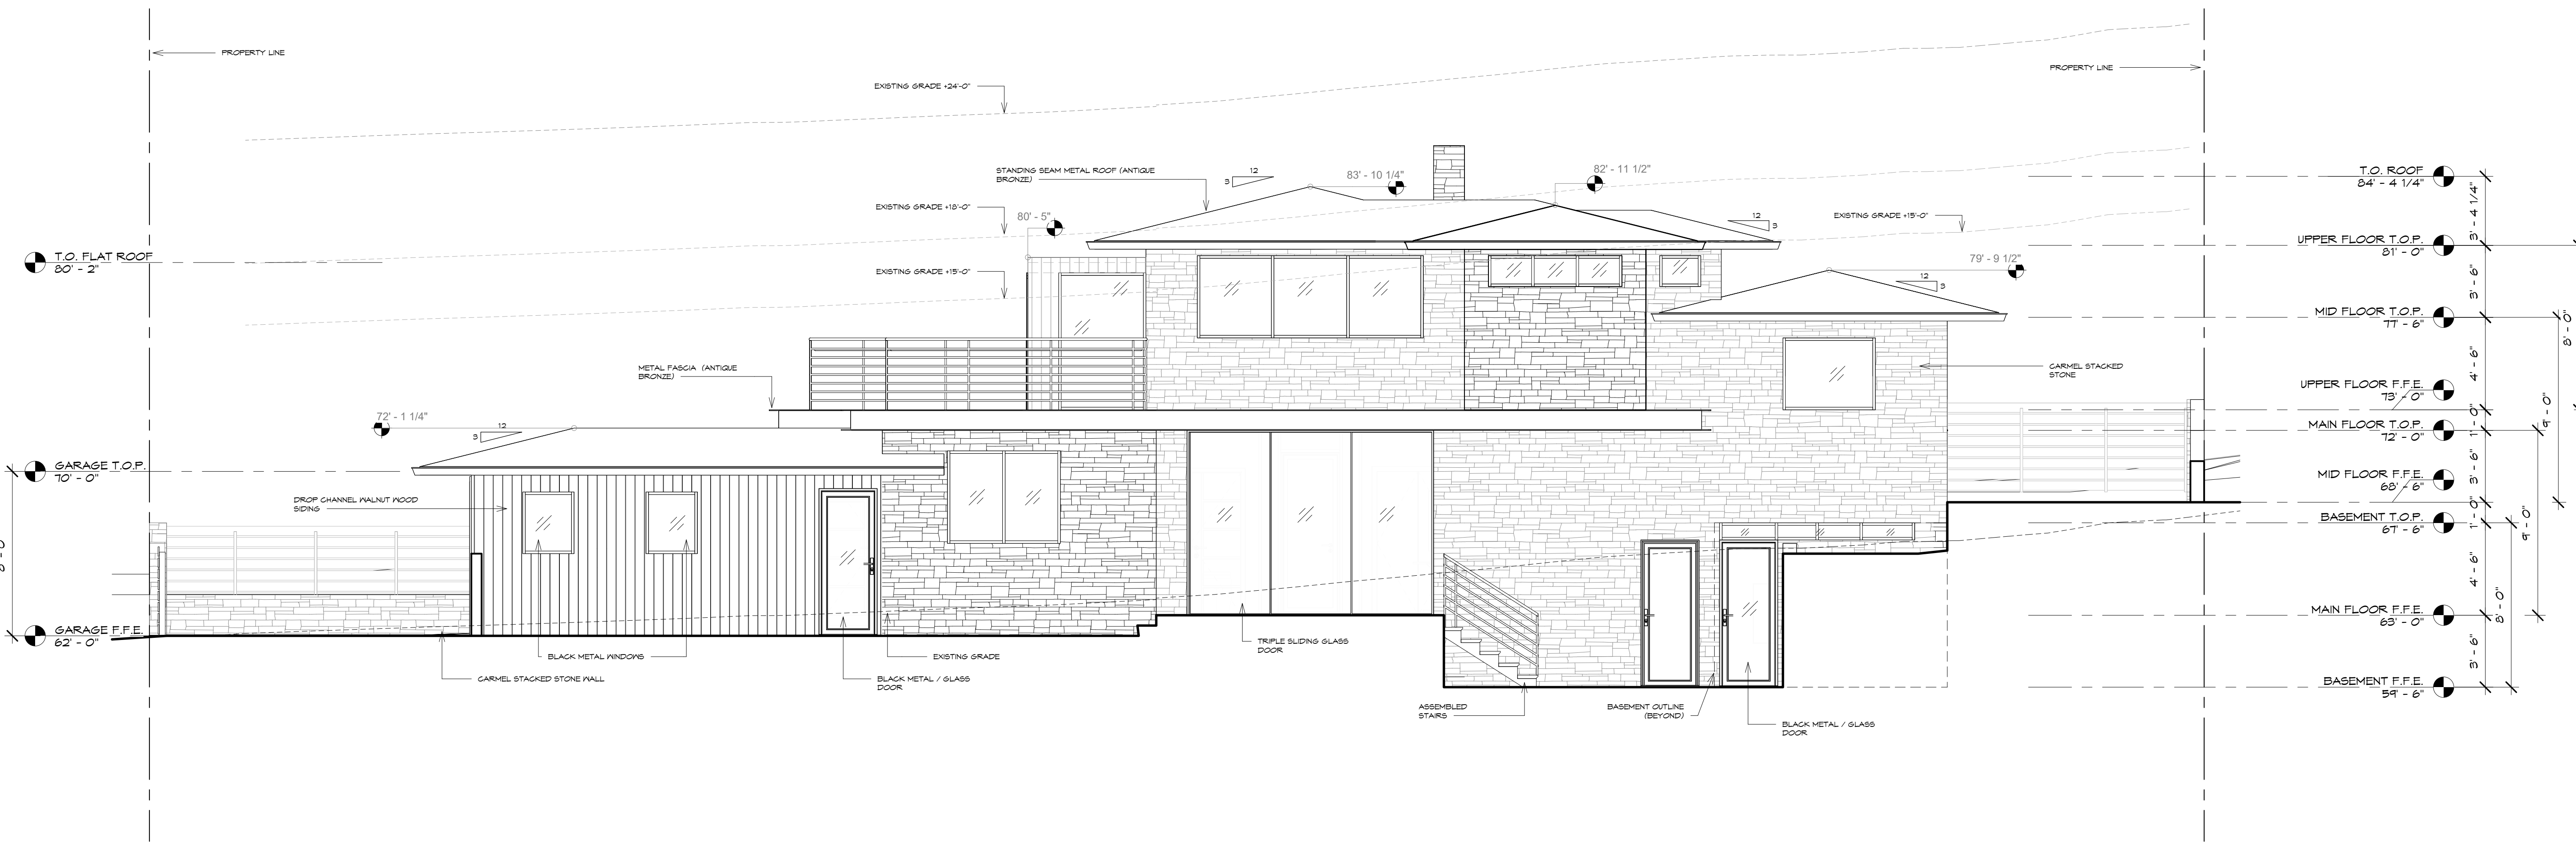 PROPERTY LINE
PROPERTY LINE
EXISTING GRADE +24'-0"
STANDING SEAM METAL ROOF (ANTIQUE
BRONZE)
12
3
83' - 10 1/4"
82' - 11 1/2"
T.O. ROOF
84' - 4 1/4"
3' - 4 1/4"
EXISTING GRADE +18'-0"
80' - 5"
12
3
EXISTING GRADE +15'-0"
UPPER FLOOR T.O.P.
81' - 0"
T.O. FLAT ROOF
80' - 2"
EXISTING GRADE +15'-0"
79' - 9 1/2"
12
3
3' - 6"
MID FLOOR T.O.P.
77' - 6"
8' - 0"
METAL FASCIA (ANTIQUE
BRONZE)
CARMEL STACKED
STONE
4' - 6"
UPPER FLOOR F.F.E.
73' - 0"
1' - 0"
9' - 0"
72' - 1 1/4"
12
3
MAIN FLOOR T.O.P.
72' - 0"
GARAGE T.O.P.
70' - 0"
MID FLOOR F.F.E.
68' - 6"
3' - 6"
DROP CHANNEL WALNUT WOOD
SIDING
BASEMENT T.O.P.
67' - 6"
1' - 0"
9' - 0"
8' - 0"
4' - 6"
8' - 0"
MAIN FLOOR F.F.E.
63' - 0"
GARAGE F.F.E.
62' - 0"
BLACK METAL WINDOWS
EXISTING GRADE
TRIPLE SLIDING GLASS
DOOR
3' - 6"
CARMEL STACKED STONE WALL
BLACK METAL / GLASS
DOOR
BASEMENT F.F.E.
59' - 6"
ASSEMBLED
STAIRS
BASEMENT OUTLINE
(BEYOND)
BLACK METAL / GLASS
DOOR